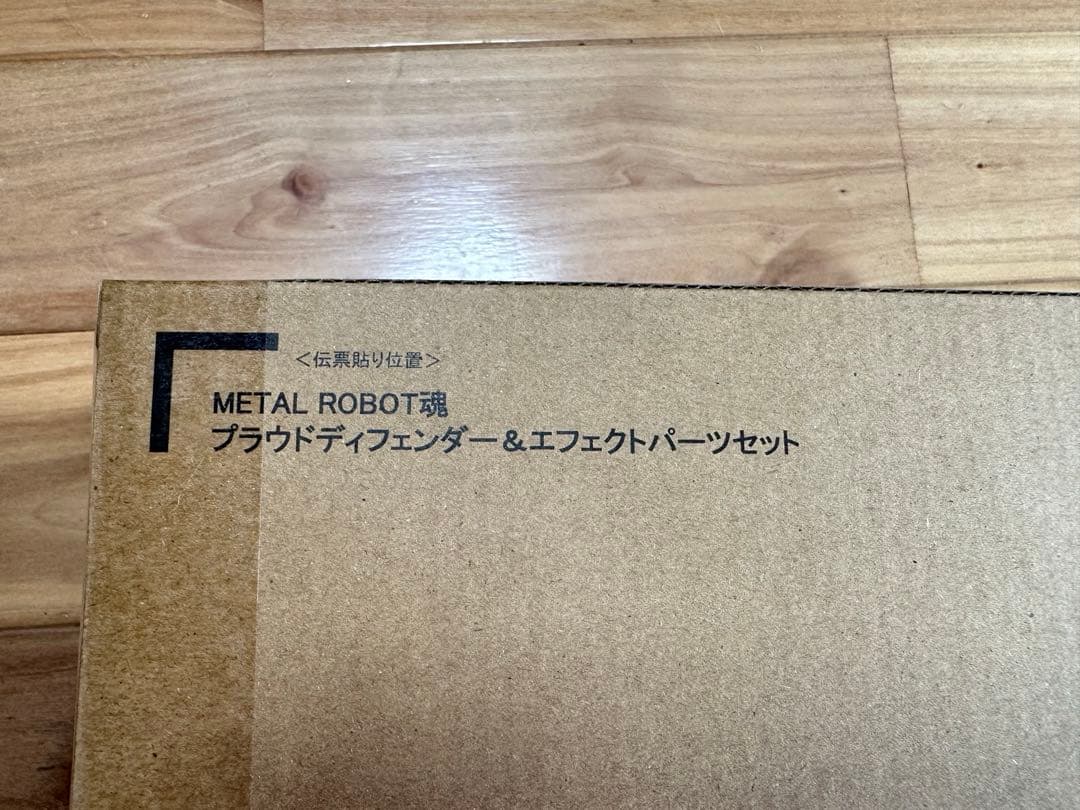 ＜伝票貼り位置＞
METAL ROBOT魂
プラウドディフェンダー＆エフェクトパーツセット